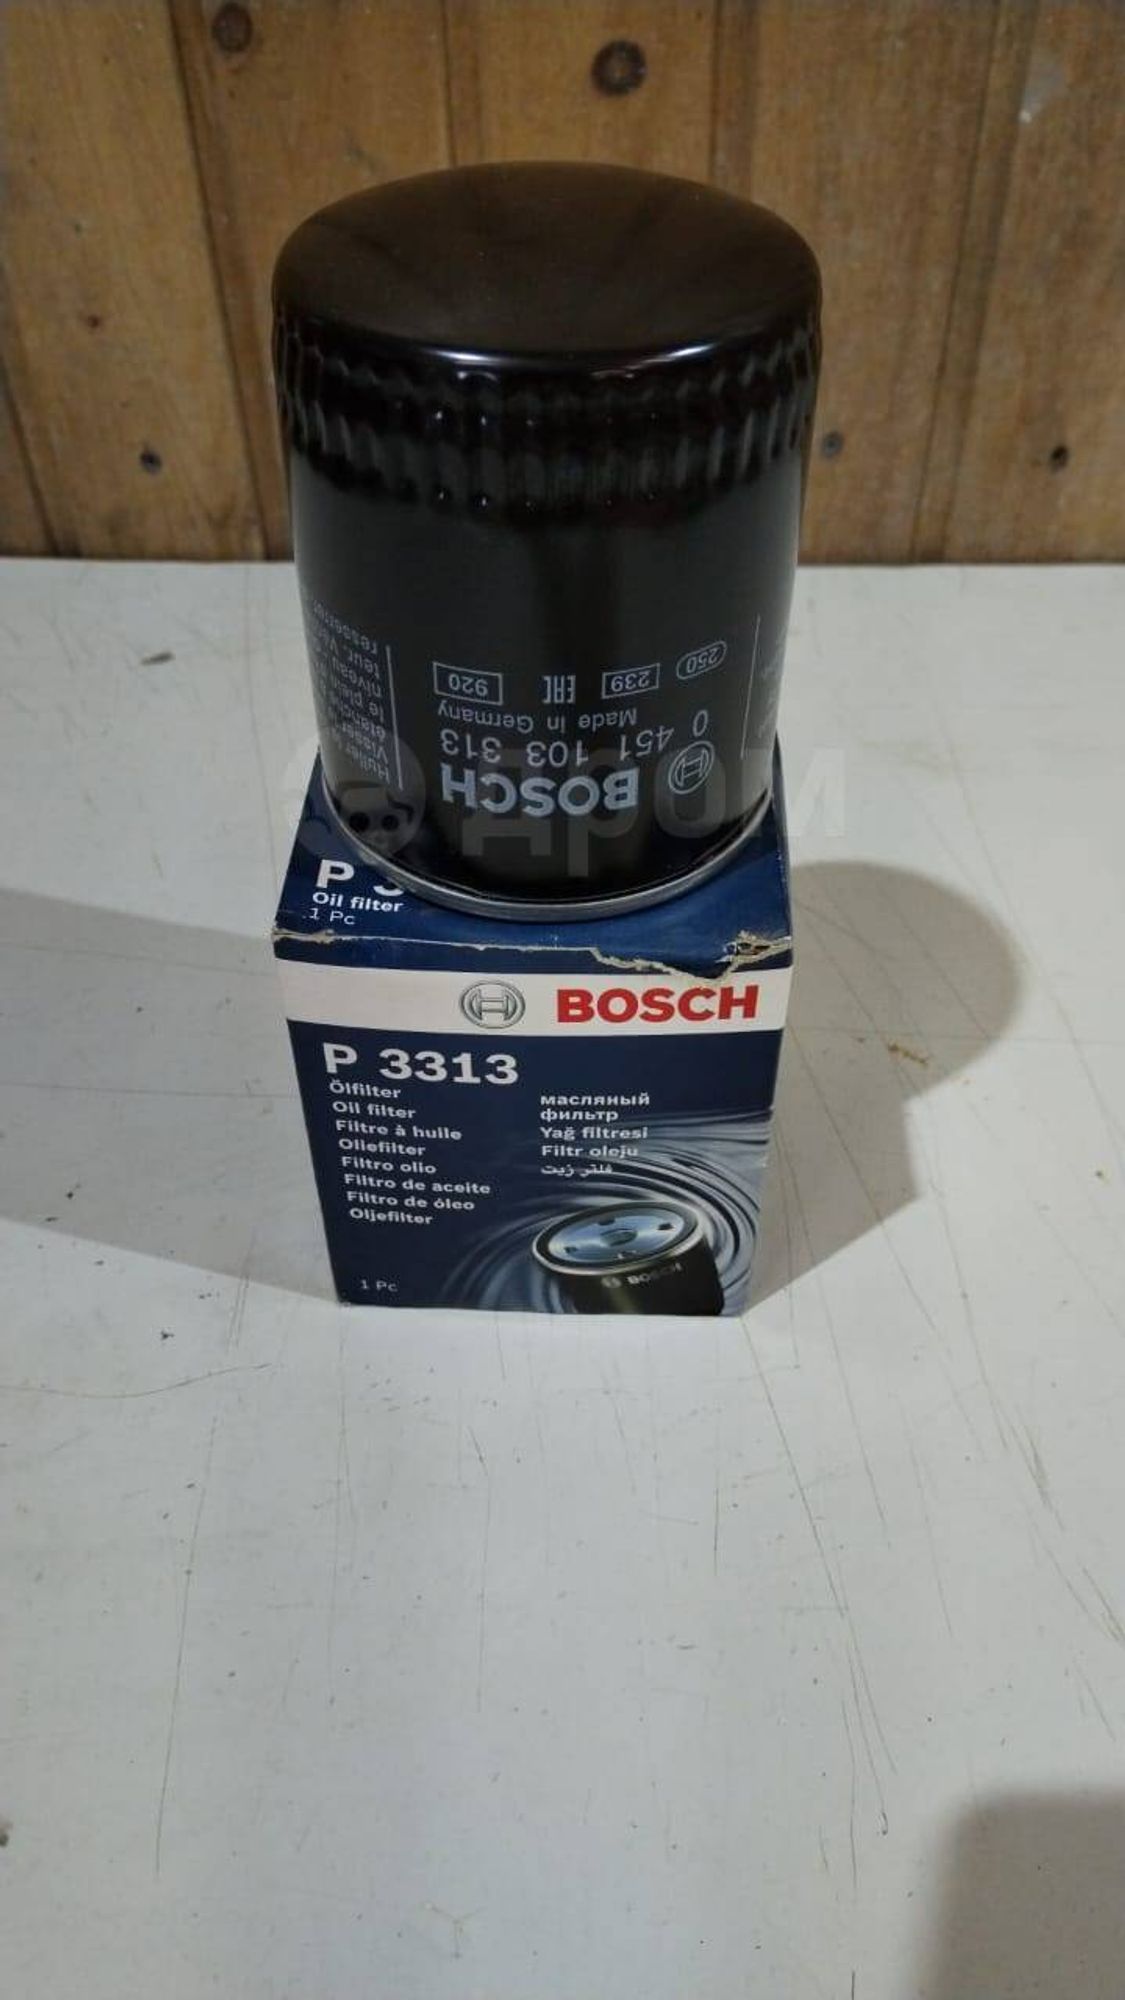 BOSCH
0 451 103 313
Made in Germany
250 239 EAC 920
дром
P 3
Oil filter
1 Pc
BOSCH
P 3313
Ölfilter
Oil filter
Filtre à huile
Oliefilter
Filtro olio
Filtro de aceite
Filtro de óleo
Oljefilter
масляный
фильтр
Yağ filtresi
Filtr oleju
فلتر زيت
BOSCH
1 Pc